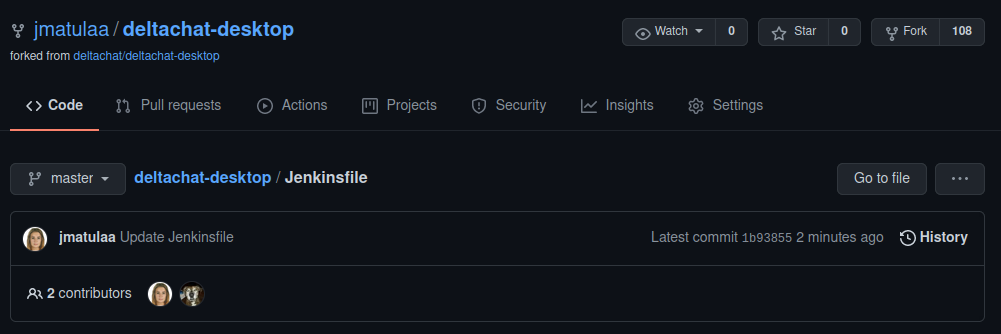 jmatulaa / deltachat-desktop
Watch 0 Star 0 Fork 108
forked from deltachat/deltachat-desktop
Code Pull requests Actions Projects Security Insights Settings
master deltachat-desktop / Jenkinsfile Go to file ...
jmatulaa Update Jenkinsfile Latest commit 1b93855 2 minutes ago History
2 contributors